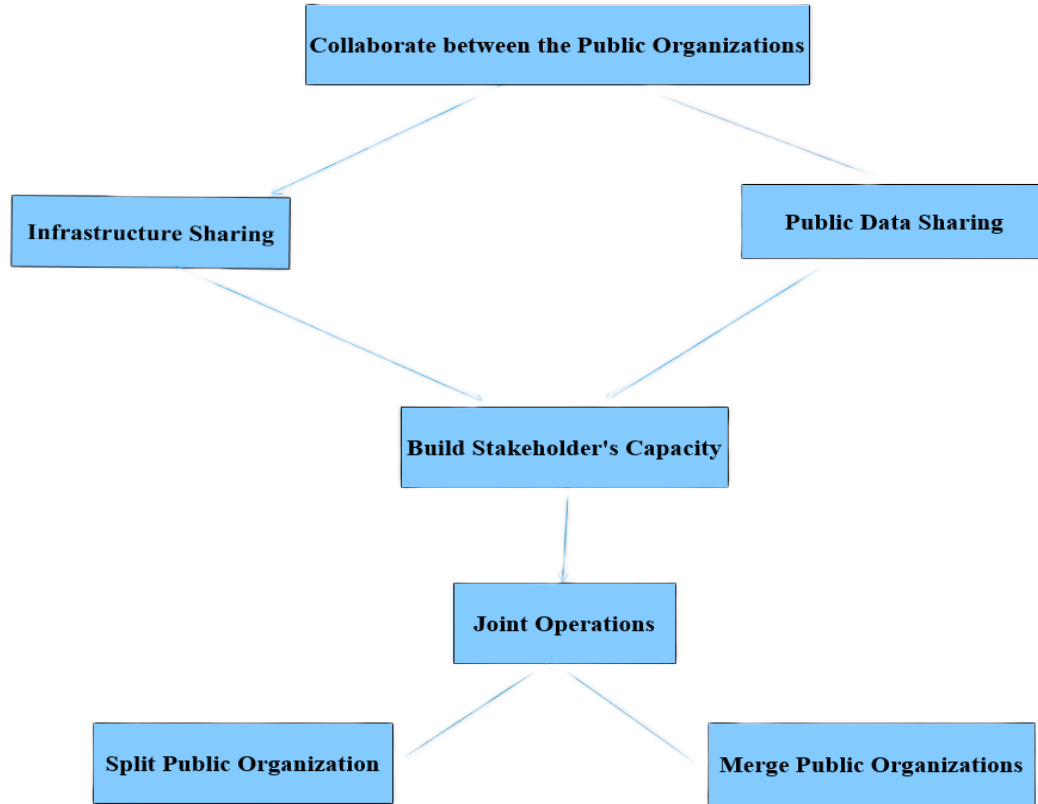 Collaborate between the Public Organizations
Infrastructure Sharing
Public Data Sharing
Build Stakeholder's Capacity
Joint Operations
Split Public Organization
Merge Public Organizations